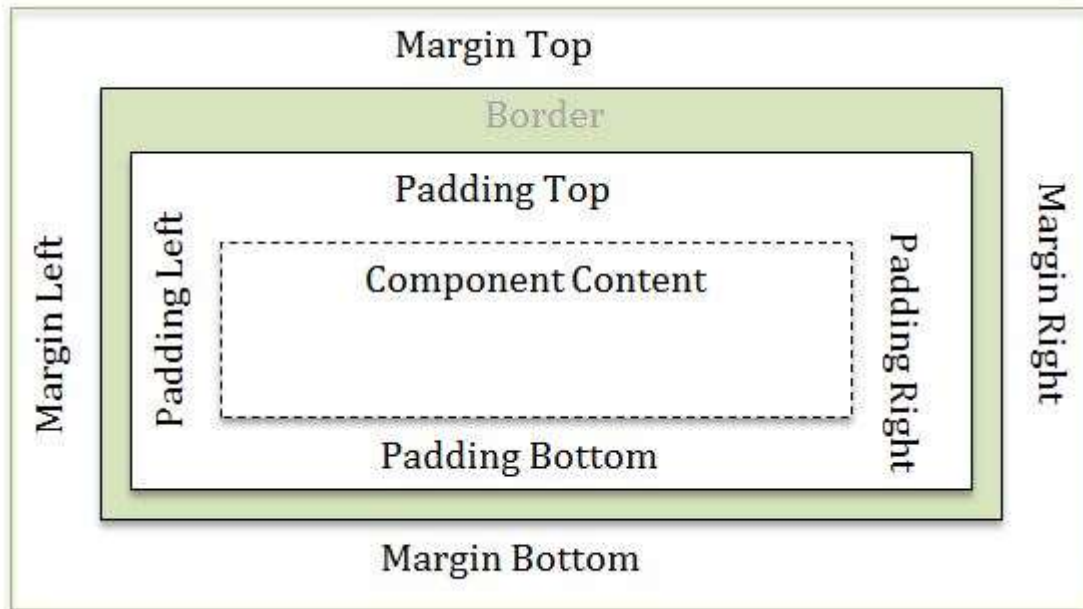 Margin Top
Border
Padding Top
Margin Left
Padding Left
Component Content
Padding Right
Margin Right
Padding Bottom
Margin Bottom